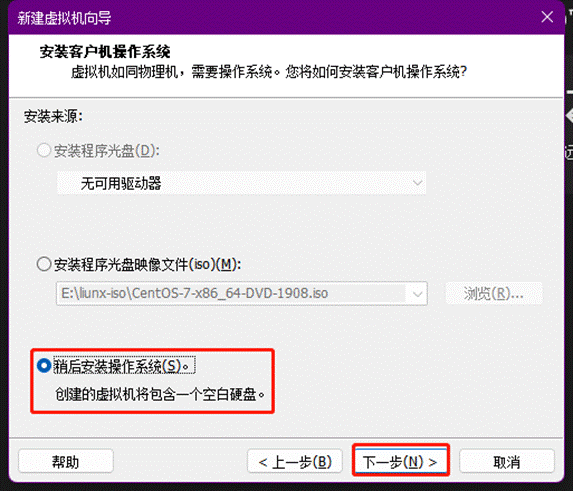 新建虚拟机向导
安装客户机操作系统
虚拟机如同物理机，需要操作系统。您将如何安装客户机操作系统?
安装来源:
安装程序光盘(D):
无可用驱动器
安装程序光盘映像文件(iso)(M):
E:\liunx-iso\CentOS-7-x86_64-DVD-1908.iso
浏览(R)...
稍后安装操作系统(S)。
创建的虚拟机将包含一个空白硬盘。
帮助
< 上一步(B)
下一步(N) >
取消